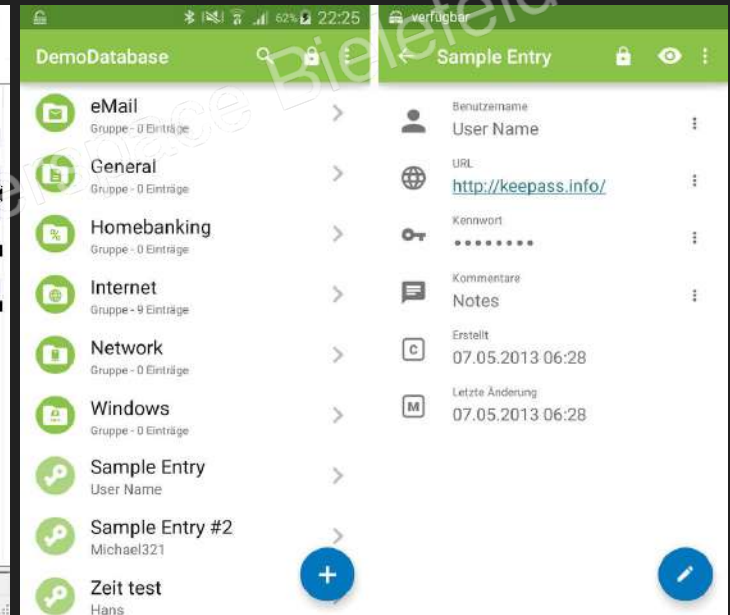 62% 22:25
DemoDatabase
eMail
Gruppe - 0 Einträge
General
Gruppe - 0 Einträge
Homebanking
Gruppe - 0 Einträge
Internet
Gruppe - 9 Einträge
Network
Gruppe - 0 Einträge
Windows
Gruppe - 0 Einträge
Sample Entry
User Name
Sample Entry #2
Michael321
Zeit test
Hans
verfügbar
Sample Entry
Benutzername
User Name
URL
http://keepass.info/
Kennwort
Kommentare
Notes
C
Erstellt
07.05.2013 06:28
M
Letzte Änderung
07.05.2013 06:28